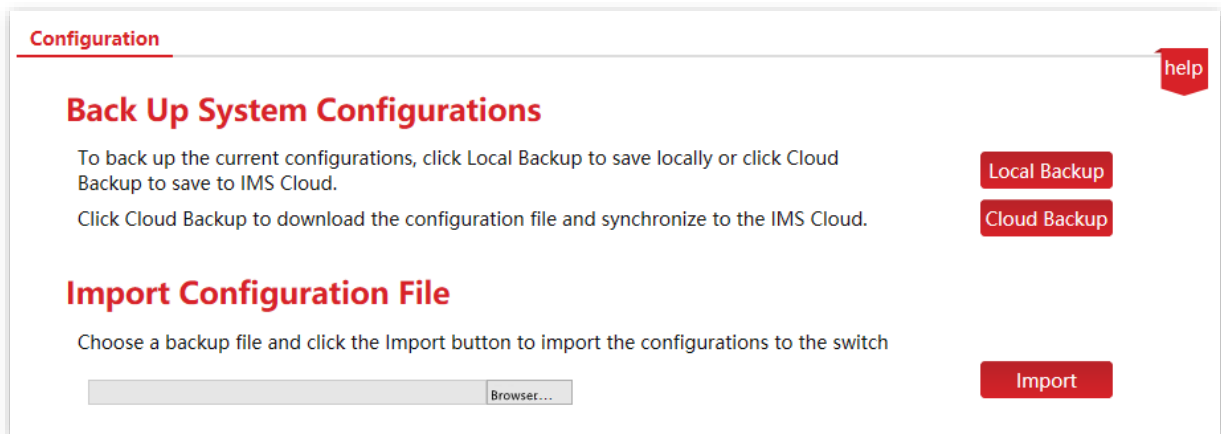 Configuration
help
Back Up System Configurations
To back up the current configurations, click Local Backup to save locally or click Cloud
Backup to save to IMS Cloud.
Local Backup
Click Cloud Backup to download the configuration file and synchronize to the IMS Cloud.
Cloud Backup
Import Configuration File
Choose a backup file and click the Import button to import the configurations to the switch
Browser...
Import